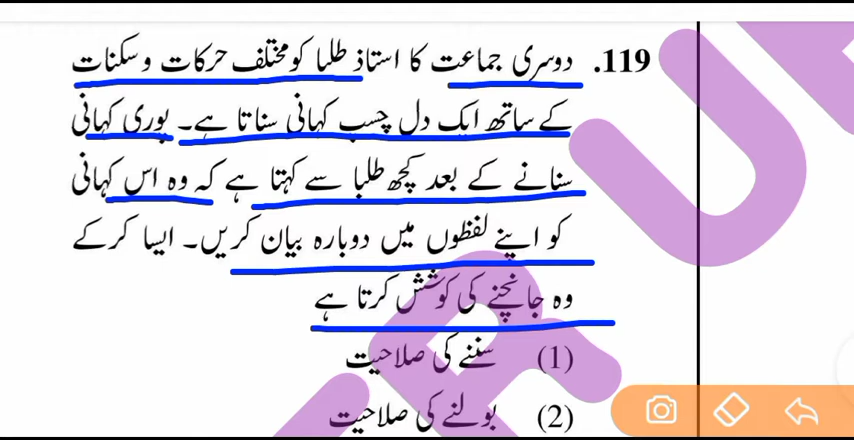 119. دوسری جماعت کا استاذ طلبا کو مختلف حرکات و سکنات
کے ساتھ ایک دل چسپ کہانی سناتا ہے۔ پوری کہانی
سنانے کے بعد کچھ طلبا سے کہتا ہے کہ وہ اس کہانی
کو اپنے لفظوں میں دوبارہ بیان کریں۔ ایسا کرکے
وہ جانچنے کی کوشش کرتا ہے
(1) سننے کی صلاحیت
(2) بولنے کی صلاحیت